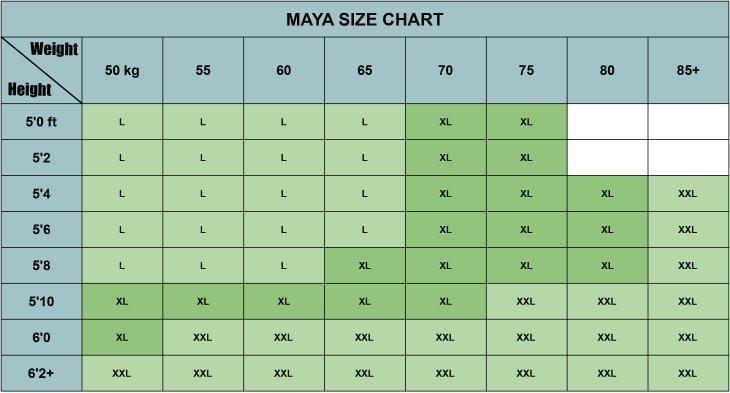 MAYA SIZE CHART
Weight
Height
50 kg 55 60 65 70 75 80 85+
5'0 ft L L L L XL XL
5'2 L L L L XL XL
5'4 L L L L XL XL XL XXL
5'6 L L L L XL XL XL XXL
5'8 L L L XL XL XL XL XXL
5'10 XL XL XL XL XL XXL XXL XXL
6'0 XL XXL XXL XXL XXL XXL XXL XXL
6'2+ XXL XXL XXL XXL XXL XXL XXL XXL